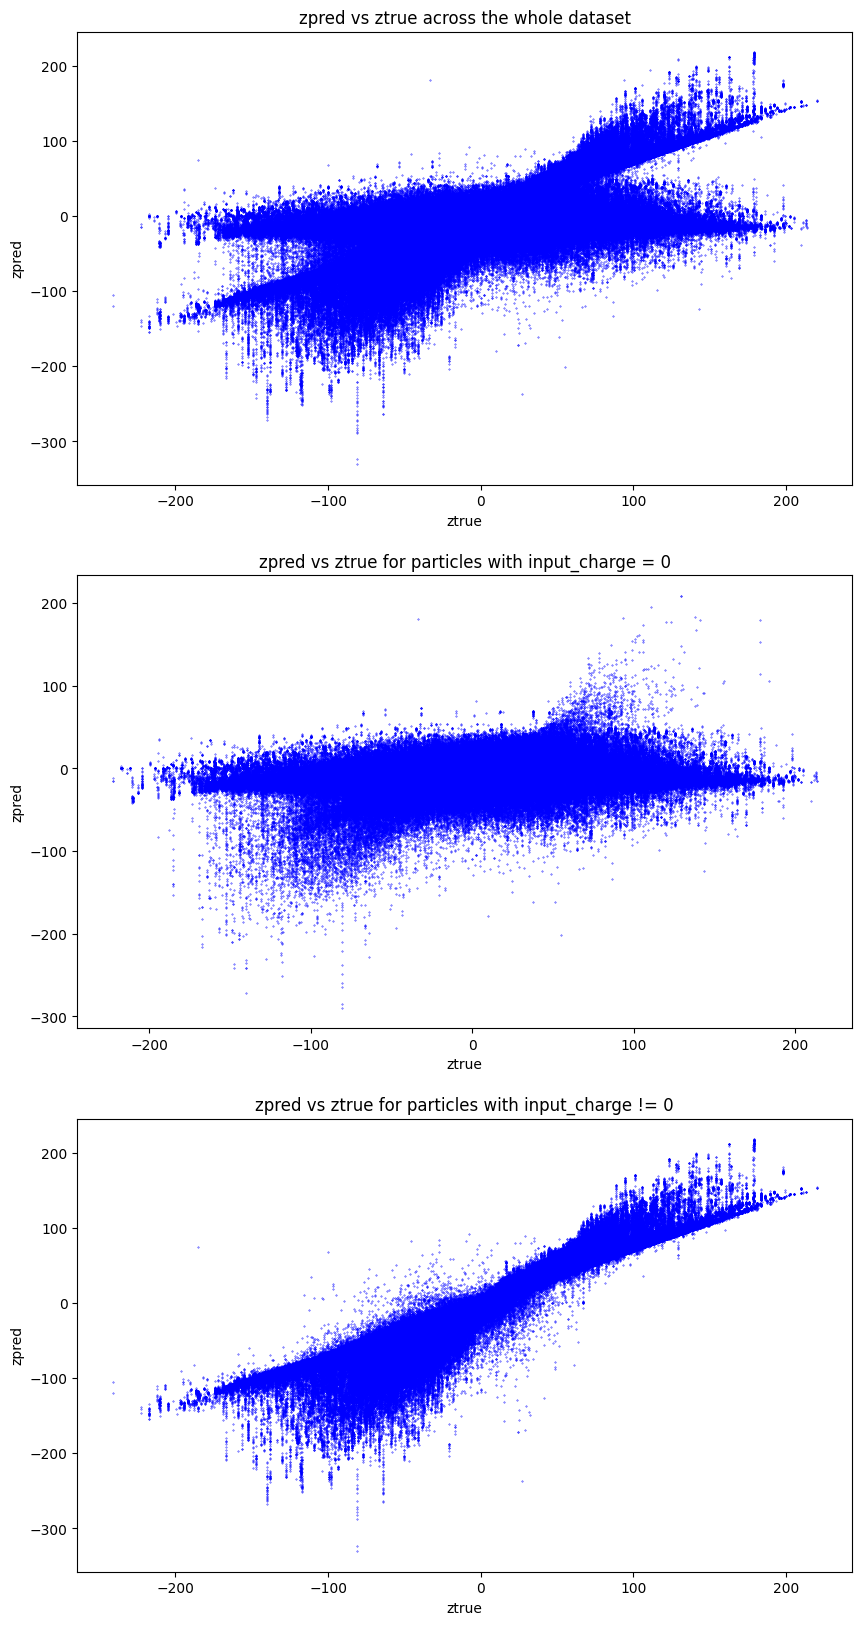 zpred vs ztrue across the whole dataset
200
100
0
−100
−200
−300
zpred
−200 −100 0 100 200
ztrue
zpred vs ztrue for particles with input_charge = 0
200
100
0
−100
−200
−300
zpred
−200 −100 0 100 200
ztrue
zpred vs ztrue for particles with input_charge != 0
200
100
0
−100
−200
−300
zpred
−200 −100 0 100 200
ztrue